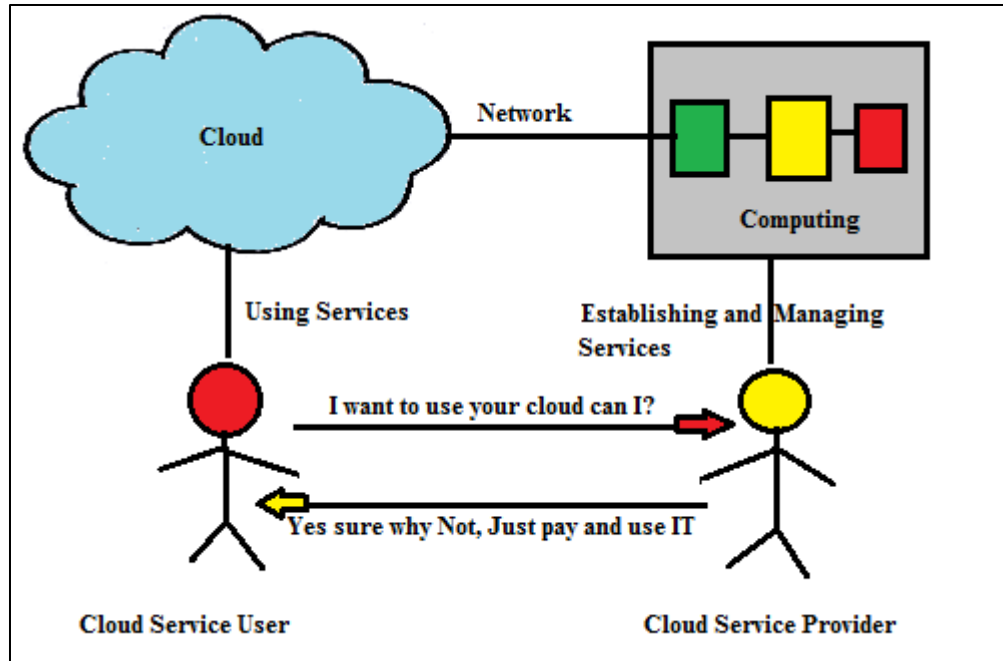 Cloud
Network
Computing
Using Services
Establishing and Managing
Services
I want to use your cloud can I?
Yes sure why Not, Just pay and use IT
Cloud Service User
Cloud Service Provider